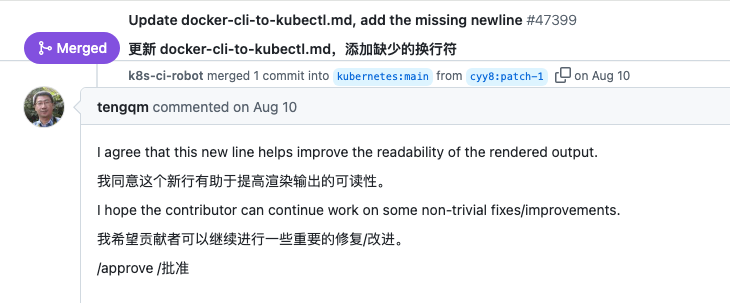 Update docker-cli-to-kubectl.md, add the missing newline #47399
Merged
更新 docker-cli-to-kubectl.md，添加缺少的换行符
k8s-ci-robot merged 1 commit into kubernetes:main from cyy8:patch-1 on Aug 10
tengqm commented on Aug 10
I agree that this new line helps improve the readability of the rendered output.
我同意这个新行有助于提高渲染输出的可读性。
I hope the contributor can continue work on some non-trivial fixes/improvements.
我希望贡献者可以继续进行一些重要的修复/改进。
/approve /批准